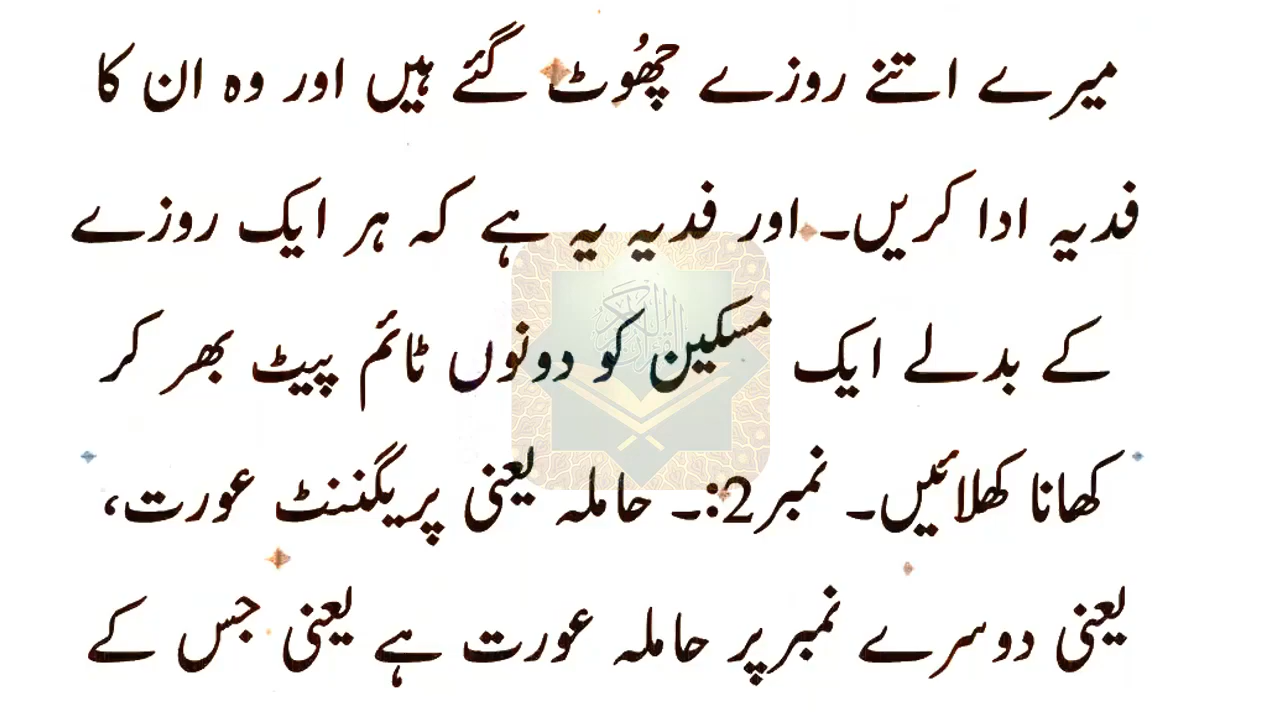 میرے اتنے روزے چھُوٹ گئے ہیں اور وہ ان کا
فدیہ ادا کریں۔ اور فدیہ یہ ہے کہ ہر ایک روزے
کے بدلے ایک مسکین کو دونوں ٹائم پیٹ بھر کر
کھانا کھلائیں۔ نمبر2:۔ حاملہ یعنی پریگننٹ عورت،
یعنی دوسرے نمبر پر حاملہ عورت ہے یعنی جس کے
القرآن الكريم